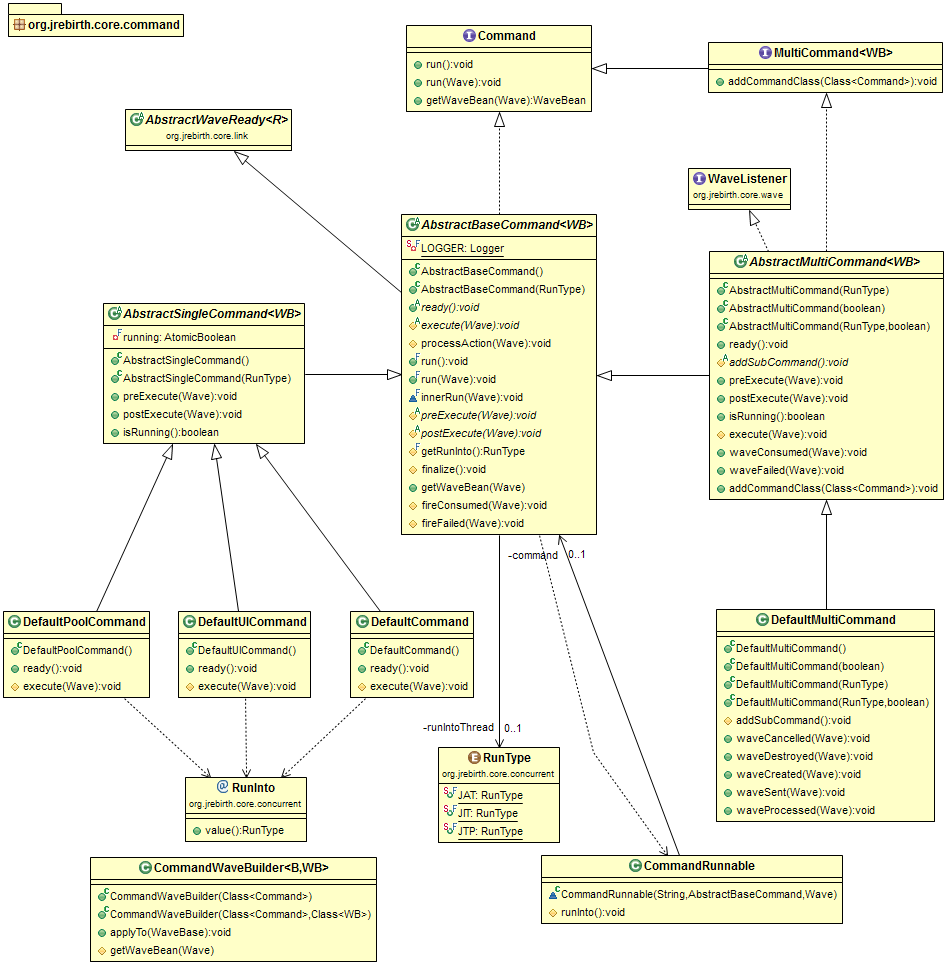 org.jrebirth.core.command
Command
run():void
run(Wave):void
getWaveBean(Wave):WaveBean
MultiCommand<WB>
addCommandClass(Class<Command>):void
AbstractWaveReady<R>
org.jrebirth.core.link
WaveListener
org.jrebirth.core.wave
AbstractBaseCommand<WB>
LOGGER: Logger
AbstractBaseCommand()
AbstractBaseCommand(RunType)
ready():void
execute(Wave):void
processAction(Wave):void
run():void
run(Wave):void
innerRun(Wave):void
preExecute(Wave):void
postExecute(Wave):void
getRunInto():RunType
finalize():void
getWaveBean(Wave)
fireConsumed(Wave):void
fireFailed(Wave):void
AbstractMultiCommand<WB>
AbstractMultiCommand(RunType)
AbstractMultiCommand(boolean)
AbstractMultiCommand(RunType,boolean)
ready():void
addSubCommand():void
preExecute(Wave):void
postExecute(Wave):void
isRunning():boolean
execute(Wave):void
waveConsumed(Wave):void
waveFailed(Wave):void
addCommandClass(Class<Command>):void
AbstractSingleCommand<WB>
running: AtomicBoolean
AbstractSingleCommand()
AbstractSingleCommand(RunType)
preExecute(Wave):void
postExecute(Wave):void
isRunning():boolean
-command
0..1
DefaultPoolCommand
DefaultPoolCommand()
ready():void
execute(Wave):void
DefaultUICommand
DefaultUICommand()
ready():void
execute(Wave):void
DefaultCommand
DefaultCommand()
ready():void
execute(Wave):void
DefaultMultiCommand
DefaultMultiCommand()
DefaultMultiCommand(boolean)
DefaultMultiCommand(RunType)
DefaultMultiCommand(RunType,boolean)
addSubCommand():void
waveCancelled(Wave):void
waveDestroyed(Wave):void
waveCreated(Wave):void
waveSent(Wave):void
waveProcessed(Wave):void
-runIntoThread
0..1
RunType
org.jrebirth.core.concurrent
JAT: RunType
JIT: RunType
JTP: RunType
RunInto
org.jrebirth.core.concurrent
value():RunType
CommandWaveBuilder<B,WB>
CommandWaveBuilder(Class<Command>)
CommandWaveBuilder(Class<Command>,Class<WB>)
applyTo(WaveBase):void
getWaveBean(Wave)
CommandRunnable
CommandRunnable(String,AbstractBaseCommand,Wave)
runInto():void